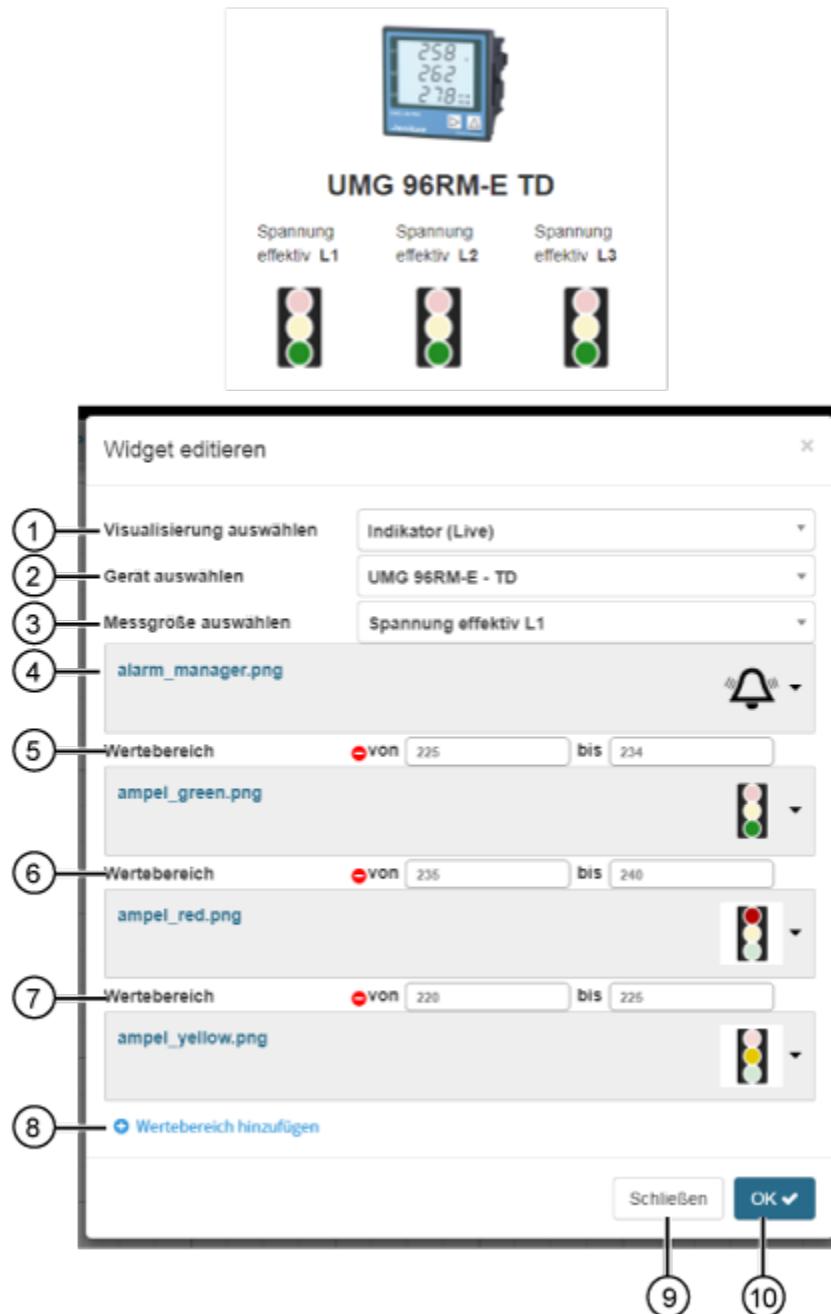 258
262
278
UMG 96RM-E TD
Spannung effektiv L1
Spannung effektiv L2
Spannung effektiv L3
Widget editieren ×
1 Visualisierung auswählen Indikator (Live)
2 Gerät auswählen UMG 96RM-E - TD
3 Messgröße auswählen Spannung effektiv L1
4 alarm_manager.png
5 Wertebereich von 225 bis 234
ampel_green.png
6 Wertebereich von 235 bis 240
ampel_red.png
7 Wertebereich von 220 bis 225
ampel_yellow.png
8 Wertebereich hinzufügen
Schließen OK
9 10